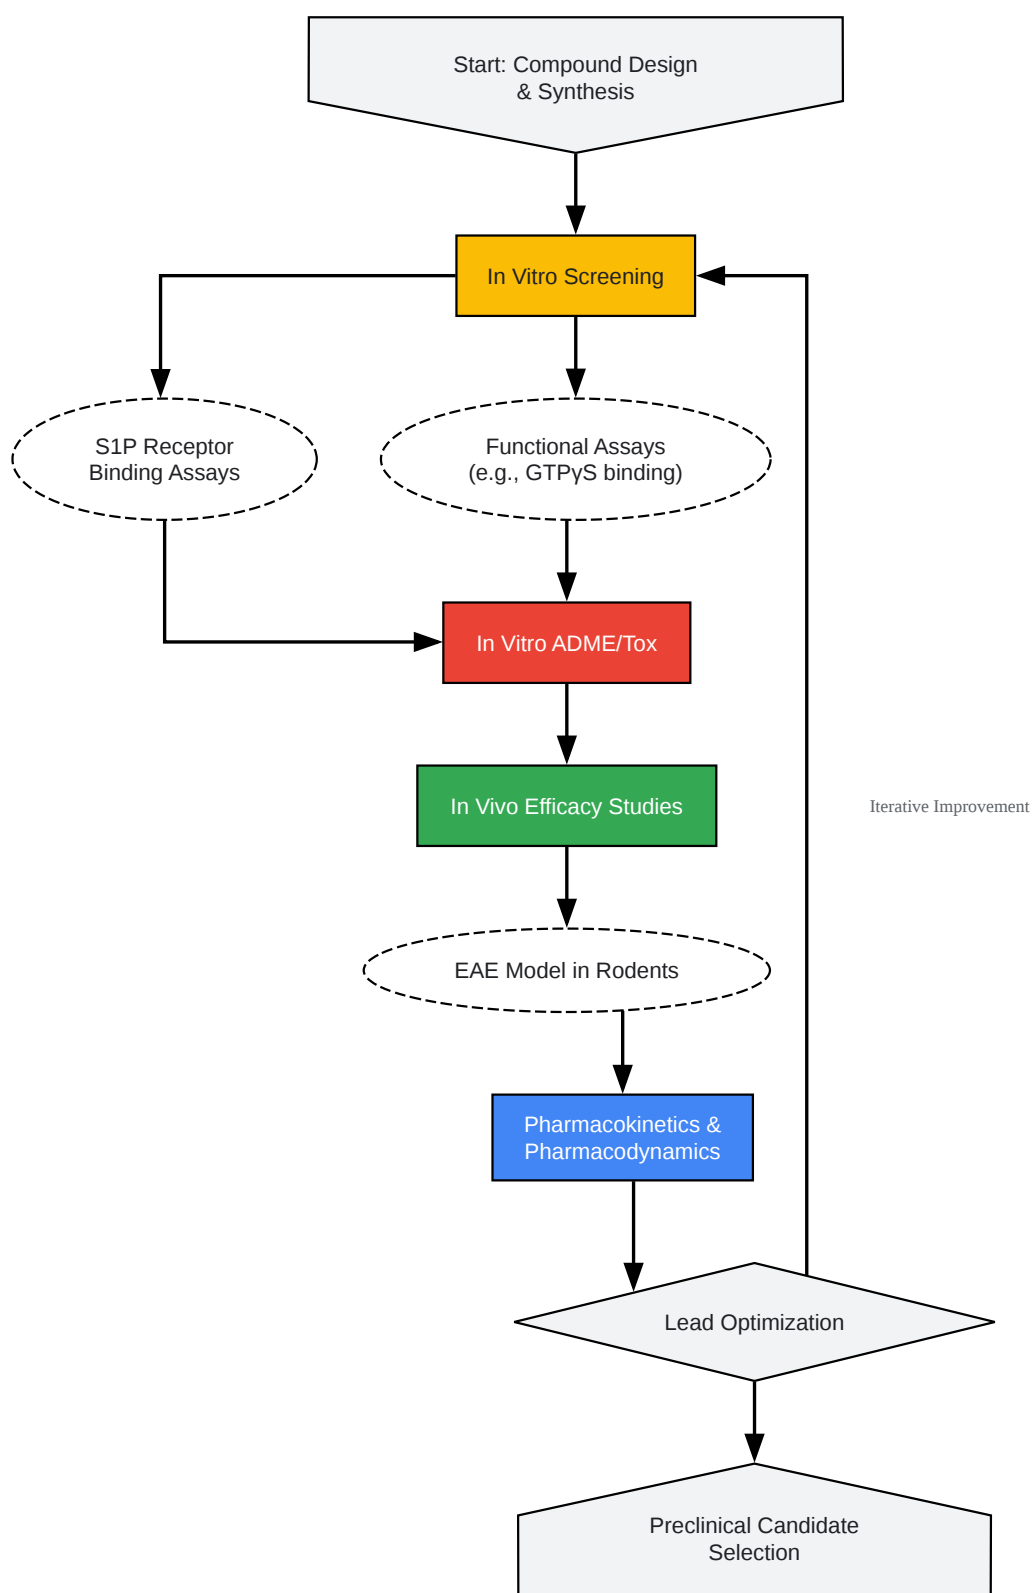 Start: Compound Design
& Synthesis
In Vitro Screening
S1P Receptor
Binding Assays
Functional Assays
(e.g., GTPγS binding)
In Vitro ADME/Tox
In Vivo Efficacy Studies
Iterative Improvement
EAE Model in Rodents
Pharmacokinetics &
Pharmacodynamics
Lead Optimization
Preclinical Candidate
Selection